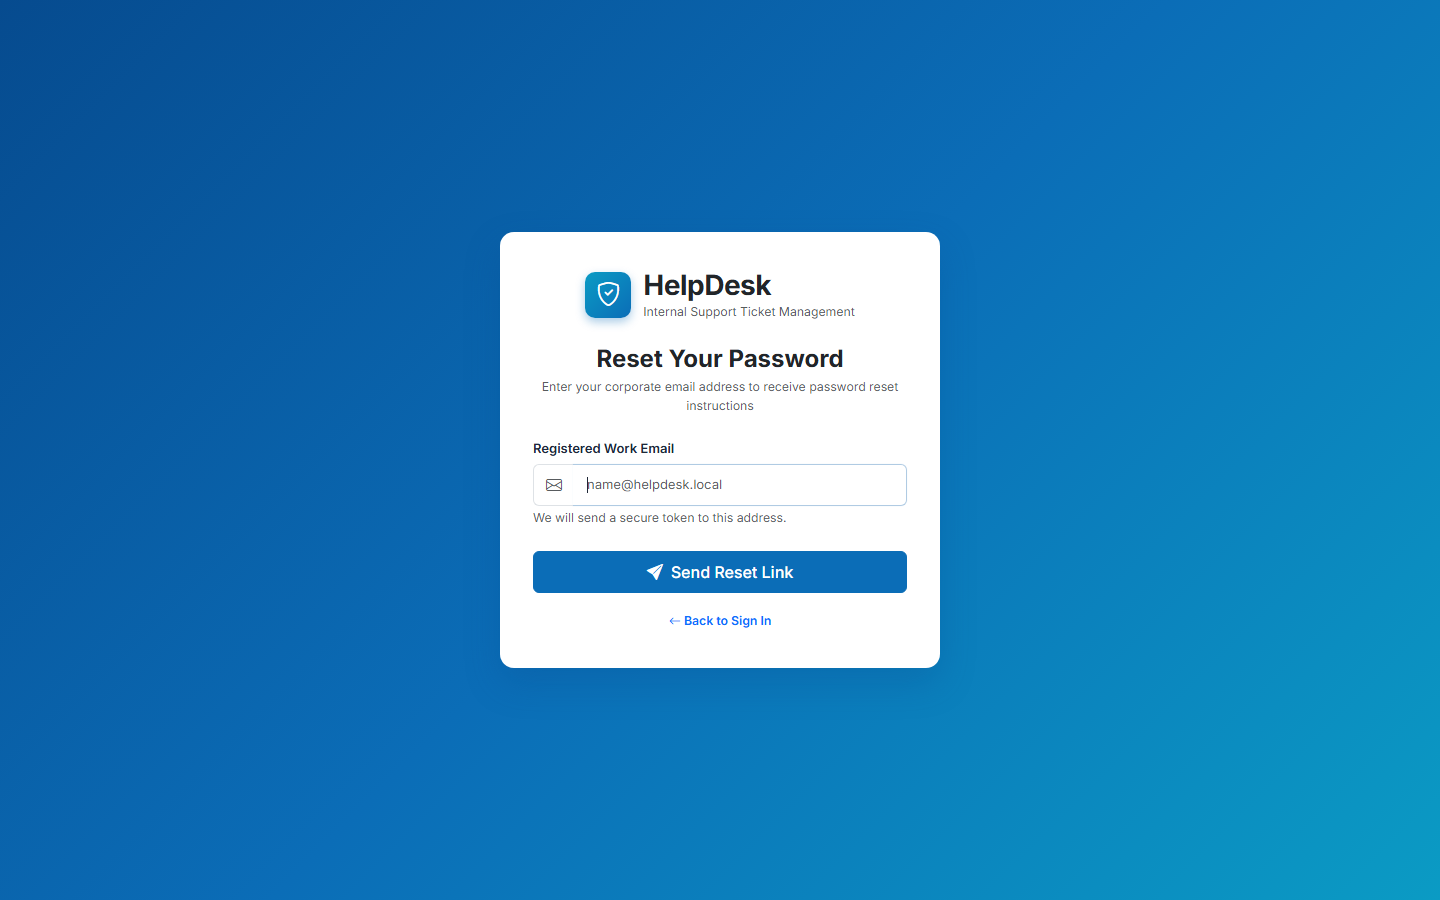 HelpDesk
Internal Support Ticket Management
Reset Your Password
Enter your corporate email address to receive password reset
instructions
Registered Work Email
name@helpdesk.local
We will send a secure token to this address.
Send Reset Link
← Back to Sign In